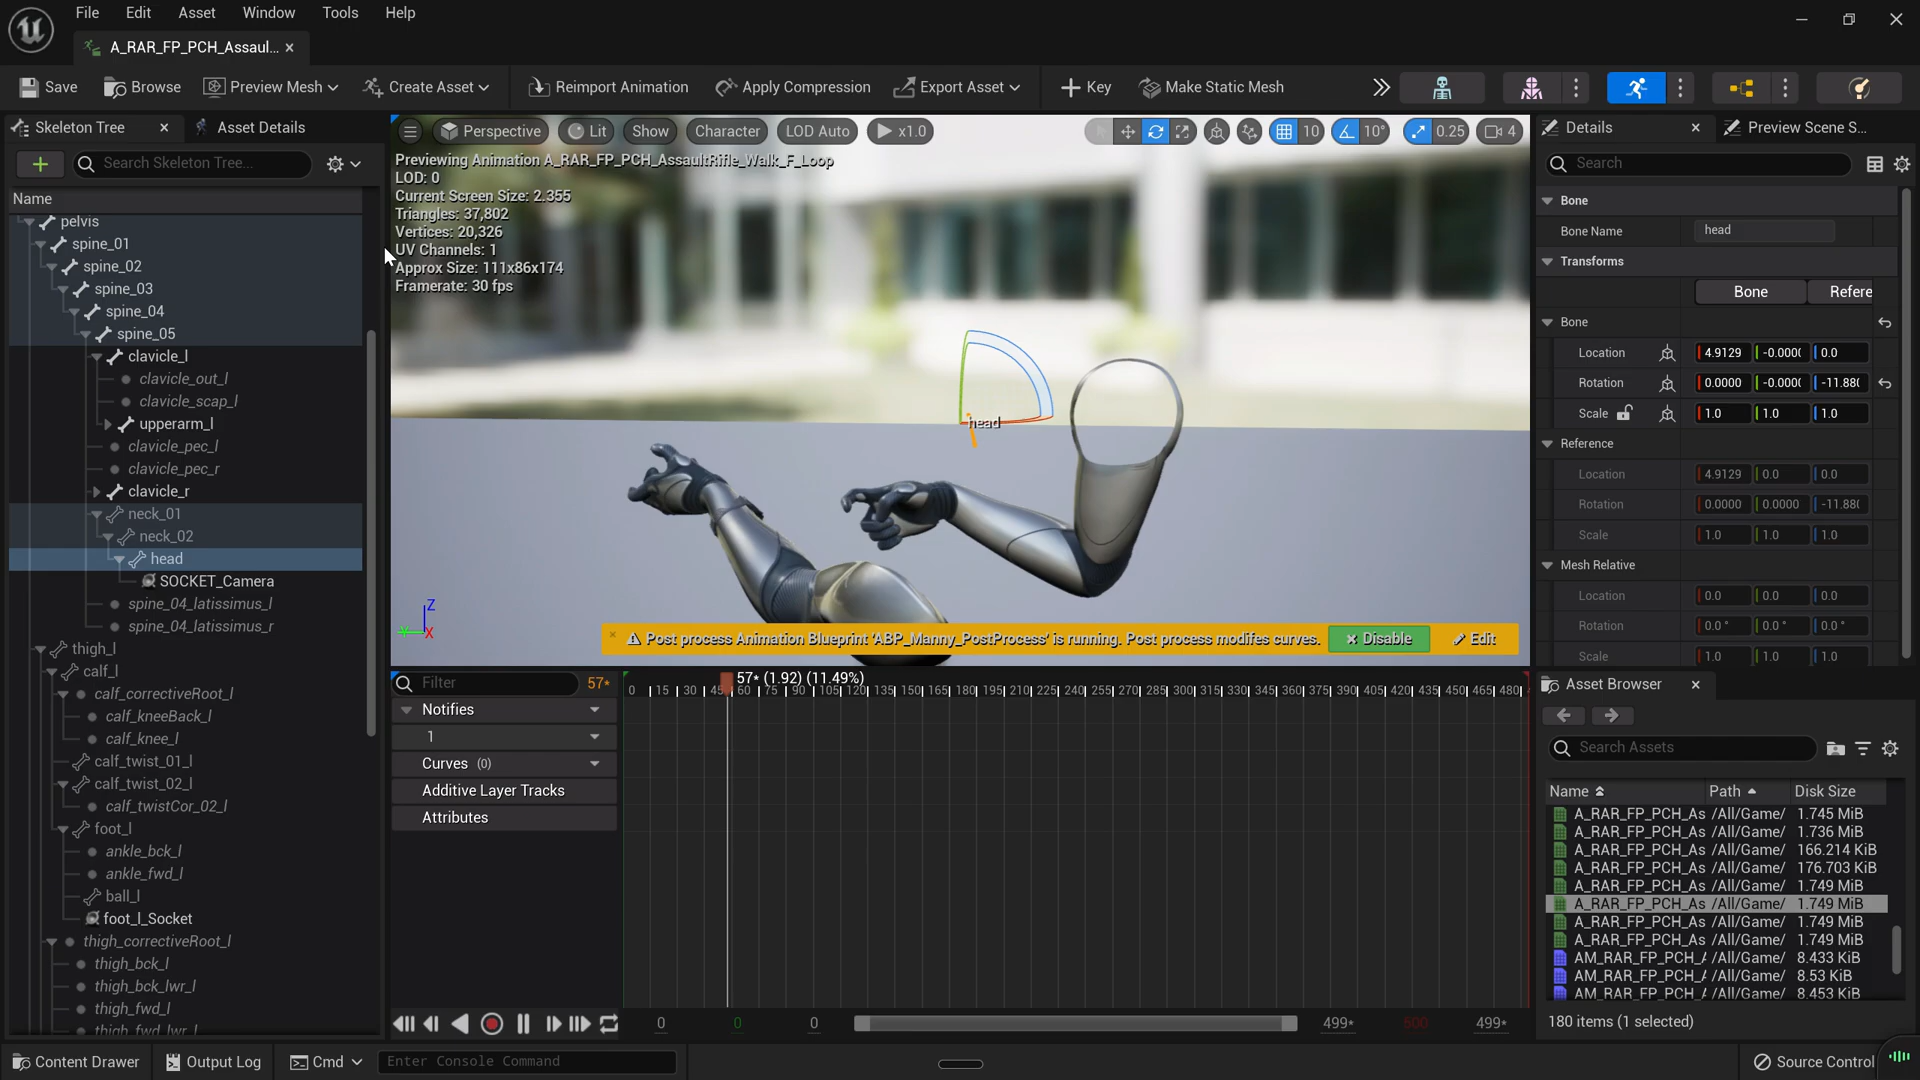 File Edit Asset Window Tools Help
A_RAR_FP_PCH_Assaul...
Save Browse Preview Mesh Create Asset Reimport Animation Apply Compression Export Asset Key Make Static Mesh
Skeleton Tree Asset Details
Search Skeleton Tree...
Name
pelvis
spine_01
spine_02
spine_03
spine_04
spine_05
clavicle_l
clavicle_out_l
clavicle_scap_l
upperarm_l
clavicle_pec_l
clavicle_pec_r
clavicle_r
neck_01
neck_02
head
SOCKET_Camera
spine_04_latissimus_l
spine_04_latissimus_r
thigh_l
calf_l
calf_correctiveRoot_l
calf_kneeBack_l
calf_knee_l
calf_twist_01_l
calf_twist_02_l
calf_twistCor_02_l
foot_l
ankle_bck_l
ankle_fwd_l
ball_l
foot_l_Socket
thigh_correctiveRoot_l
thigh_bck_l
thigh_bck_lwr_l
thigh_fwd_l
thigh_fwd_lwr_l
Perspective Lit Show Character LOD Auto x1.0 10 10° 0.25 4
Previewing Animation A_RAR_FP_PCH_AssaultRifle_Walk_F_Loop
LOD: 0
Current Screen Size: 2.355
Triangles: 37,802
Vertices: 20,326
UV Channels: 1
Approx Size: 111x86x174
Framerate: 30 fps
head
Z
Y X
Post process Animation Blueprint 'ABP_Manny_PostProcess' is running. Post process modifes curves. Disable Edit
Filter 57*
57* (1.92) (11.49%)
0 15 30 45 60 75 90 105 120 135 150 165 180 195 210 225 240 255 270 285 300 315 330 345 360 375 390 405 420 435 450 465 480
Notifies
1
Curves (0)
Additive Layer Tracks
Attributes
0 0 0 499* 500 499*
Details Preview Scene S...
Search
Bone
Bone Name head
Transforms
Bone Refere
Bone
Location 4.9129 -0.000( 0.0
Rotation 0.0000 -0.000( -11.88(
Scale 1.0 1.0 1.0
Reference
Location 4.9129 0.0 0.0
Rotation 0.0000 0.0000 -11.88(
Scale 1.0 1.0 1.0
Mesh Relative
Location 0.0 0.0 0.0
Rotation 0.0 ° 0.0 ° 0.0 °
Scale 1.0 1.0 1.0
Asset Browser
Search Assets
Name Path Disk Size
A_RAR_FP_PCH_As /All/Game/ 1.745 MiB
A_RAR_FP_PCH_As /All/Game/ 1.736 MiB
A_RAR_FP_PCH_As /All/Game/ 166.214 KiB
A_RAR_FP_PCH_As /All/Game/ 176.703 KiB
A_RAR_FP_PCH_As /All/Game/ 1.749 MiB
A_RAR_FP_PCH_As /All/Game/ 1.749 MiB
A_RAR_FP_PCH_As /All/Game/ 1.749 MiB
A_RAR_FP_PCH_As /All/Game/ 1.749 MiB
AM_RAR_FP_PCH_A /All/Game/ 8.433 KiB
AM_RAR_FP_PCH_A /All/Game/ 8.53 KiB
AM_RAR_FP_PCH_A /All/Game/ 8.453 KiB
180 items (1 selected)
Content Drawer Output Log Cmd Enter Console Command Source Control